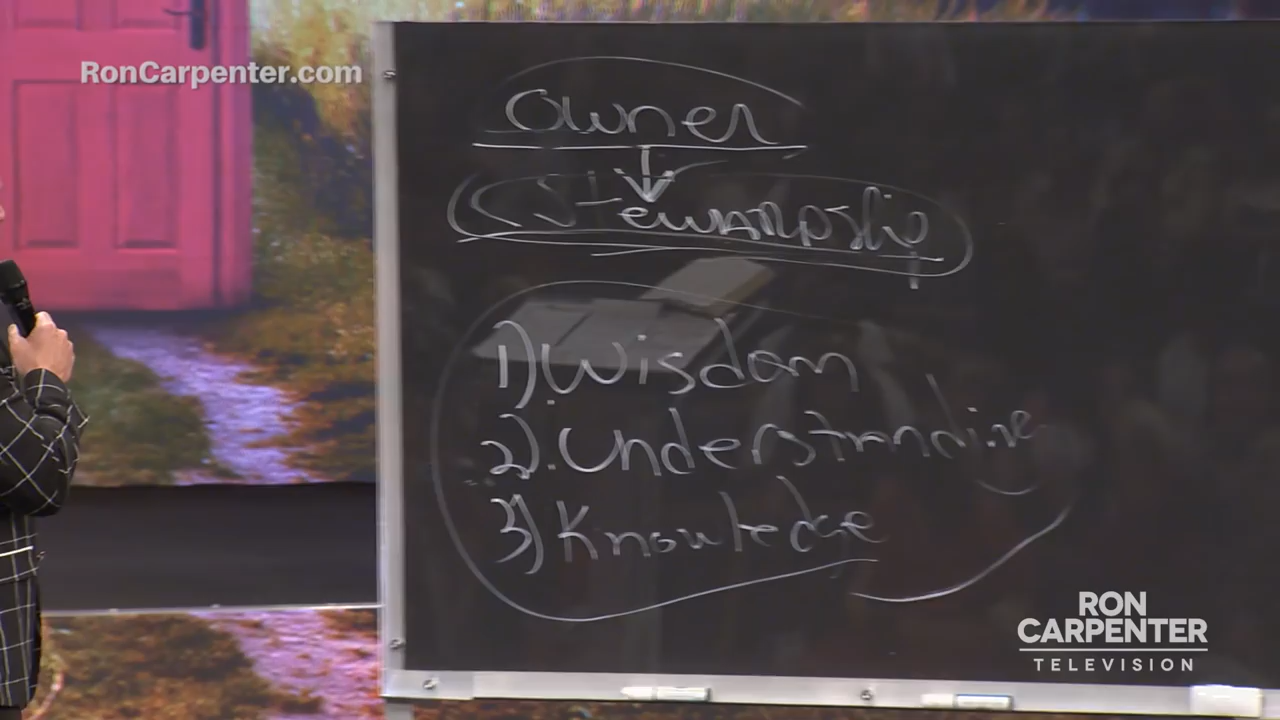 RonCarpenter.com
Owner
Stewardship
1). Wisdom
2). Understanding
3) Knowledge
RON
CARPENTER
TELEVISION